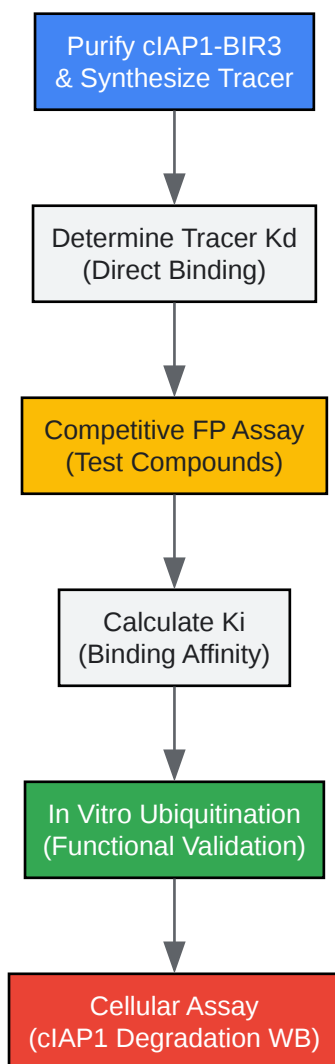 Purify cIAP1-BIR3
& Synthesize Tracer
Determine Tracer Kd
(Direct Binding)
Competitive FP Assay
(Test Compounds)
Calculate Ki
(Binding Affinity)
In Vitro Ubiquitination
(Functional Validation)
Cellular Assay
(cIAP1 Degradation WB)